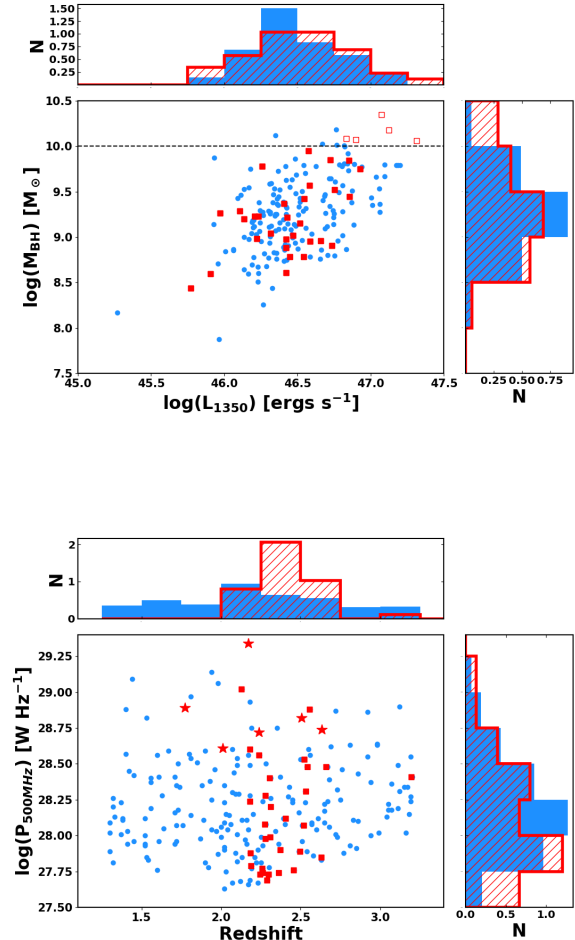 1.50
1.25
1.00
0.75
0.50
0.25
N
10.5
10.0
9.5
9.0
8.5
8.0
7.5
log(M_BH) [M_⊙]
45.0 45.5 46.0 46.5 47.0 47.5
log(L_1350) [ergs s^−1]
0.25 0.50 0.75
N
2
1
0
N
29.25
29.00
28.75
28.50
28.25
28.00
27.75
27.50
log(P_500MHz) [W Hz^−1]
1.5 2.0 2.5 3.0
Redshift
0.0 0.5 1.0
N